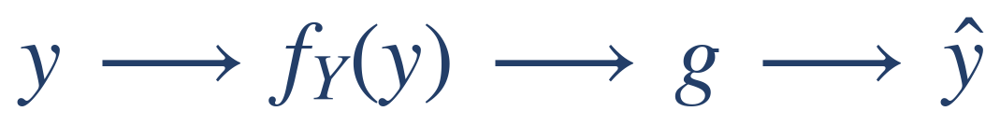 y ⟶ f_Y(y) ⟶ g ⟶ ŷ